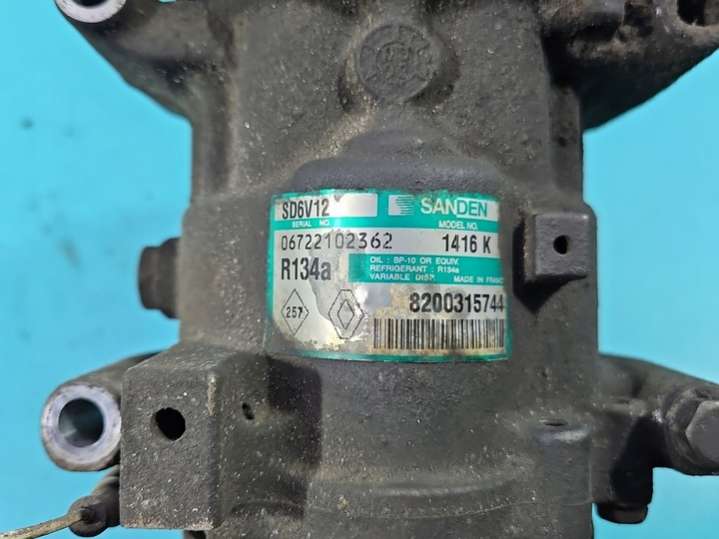 SD6V12 SANDEN
SERIAL NO. MODEL NO.
06722102362 1416 K
R134a OIL : SP-10 OR EQUIV.
REFRIGERANT : R134a
VARIABLE DISP. MADE IN FRANCE
257 8200315744